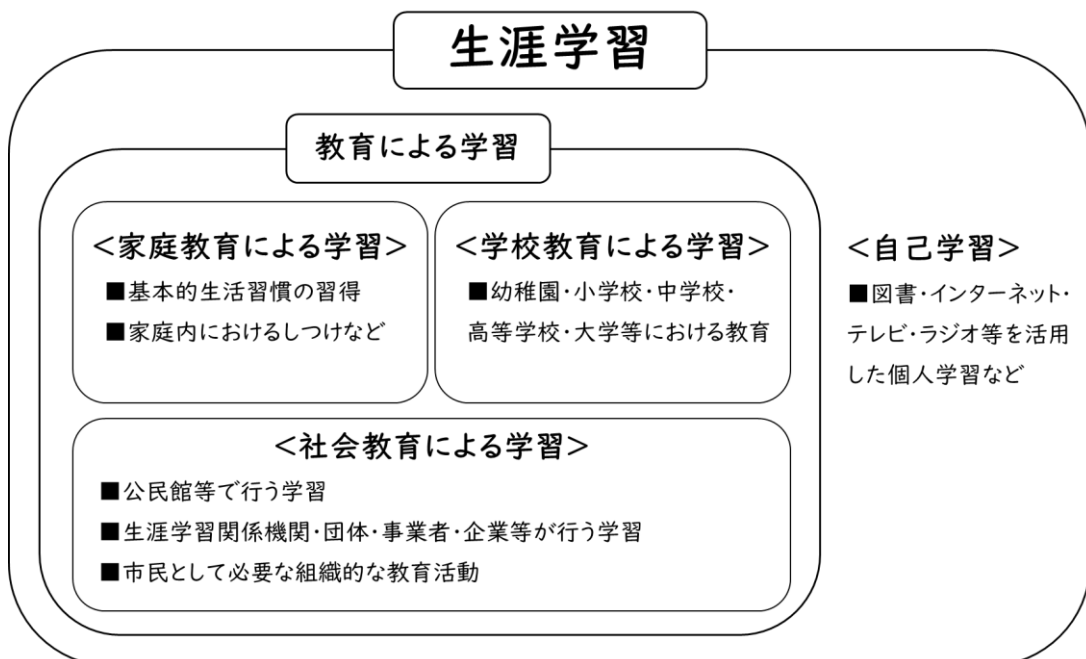 生涯学習
教育による学習
<家庭教育による学習>
■基本的生活習慣の習得
■家庭内におけるしつけなど
<学校教育による学習>
■幼稚園・小学校・中学校・
高等学校・大学等における教育
<社会教育による学習>
■公民館等で行う学習
■生涯学習関係機関・団体・事業者・企業等が行う学習
■市民として必要な組織的な教育活動
<自己学習>
■図書・インターネット・
テレビ・ラジオ等を活用
した個人学習など